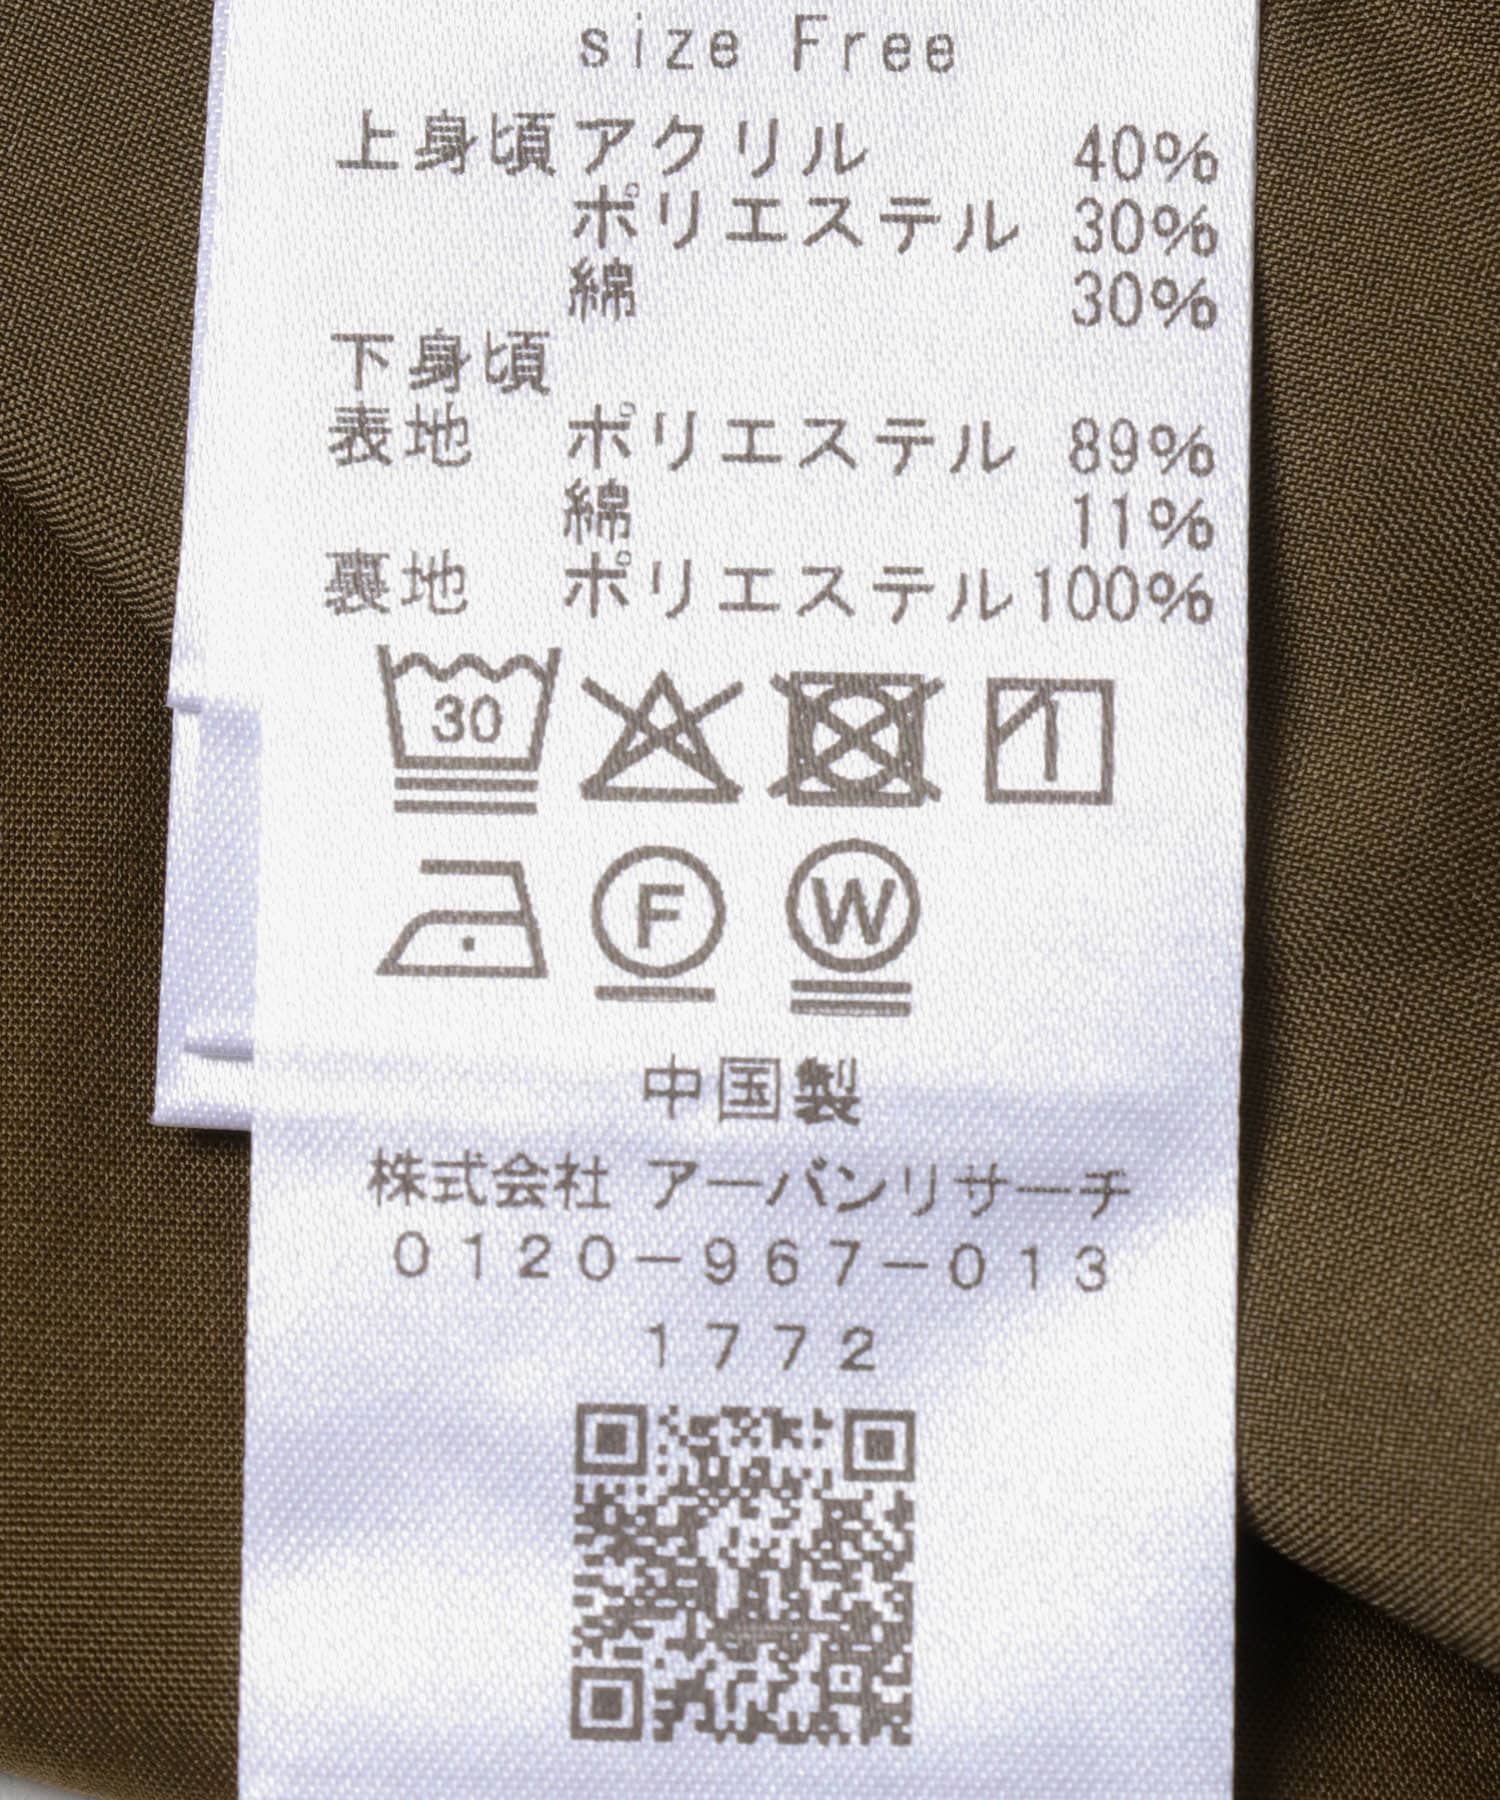 size Free
上身頃アクリル 40%
ポリエステル 30%
綿 30%
下身頃
表地 ポリエステル 89%
綿 11%
裏地 ポリエステル100%
30
F W
中国製
株式会社 アーバンリサーチ
0120-967-013
1772